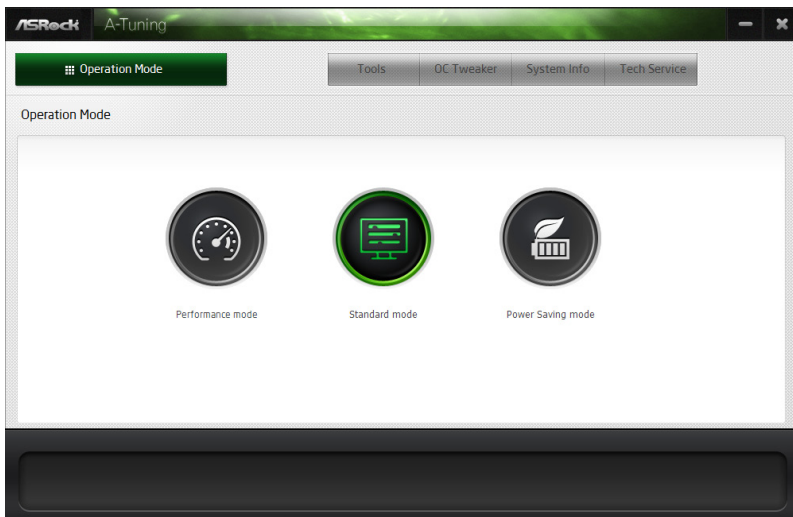 ASRock A-Tuning
Operation Mode Tools OC Tweaker System Info Tech Service
Operation Mode
Performance mode Standard mode Power Saving mode